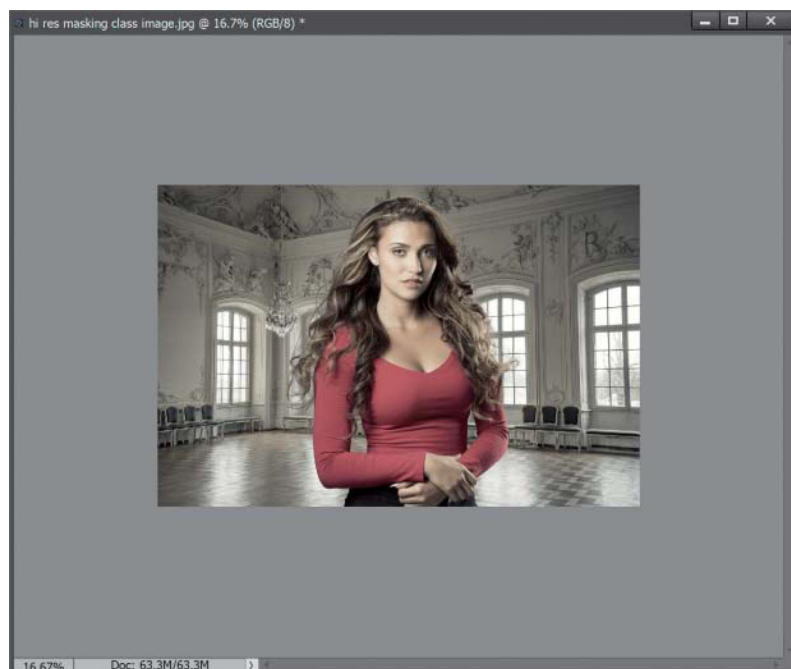 hi res masking class image.jpg @ 16.7% (RGB/8) *
16.67% Doc: 63.3M/63.3M